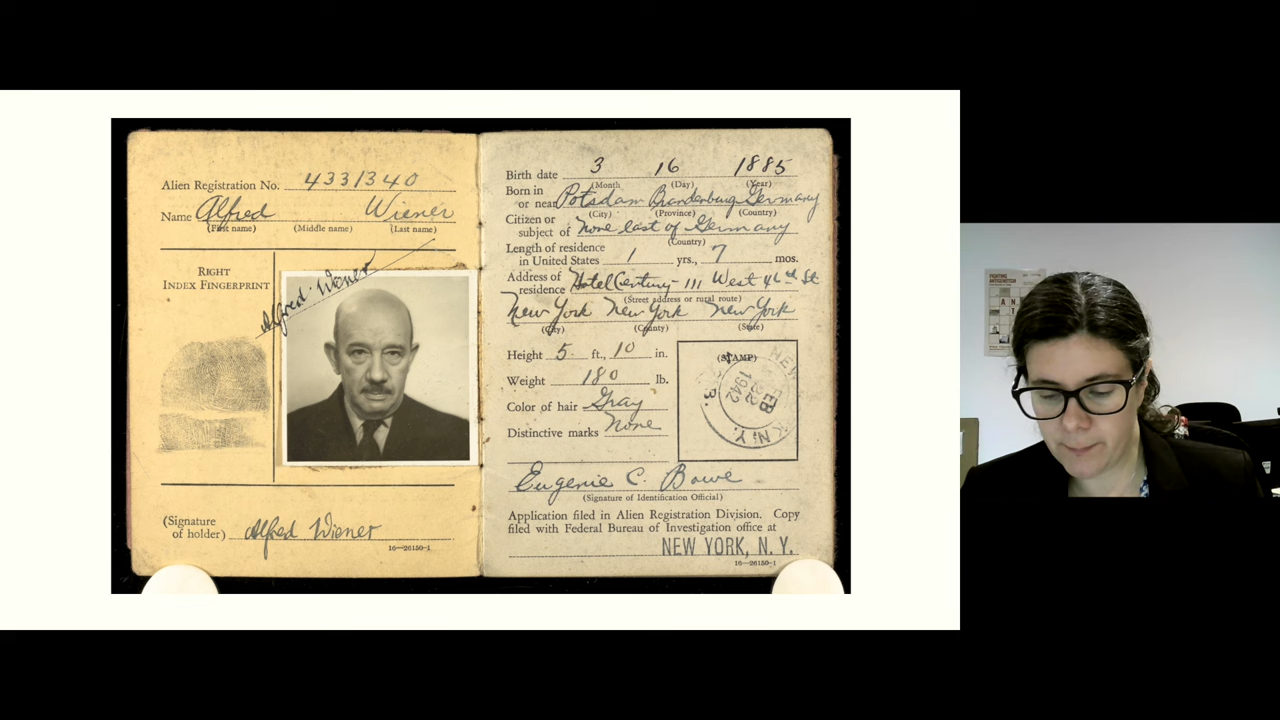 Alien Registration No. 4331340
Name Alfred Wiener
(First name) (Middle name) (Last name)
RIGHT
INDEX FINGERPRINT
Alfred Wiener
(Signature
of holder) Alfred Wiener
16—26150-1
Birth date 3 16 1885
(Month (Day) (Year)
Born in
or near Potsdam Brandenburg Germany
(City) (Province) (Country)
Citizen or
subject of None last of Germany
(Country)
Length of residence
in United States 1 yrs., 7 mos.
Address of
residence Hotel Century - 111 West 46th St
(Street address or rural route)
New York New York New York
(City) (County) (State)
Height 5 ft., 10 in.
Weight 180 lb.
Color of hair Gray
Distinctive marks None
(STAMP)
NEW
K N.Y.
FEB
1942
Eugenie C. Bowe
(Signature of Identification Official)
Application filed in Alien Registration Division. Copy
filed with Federal Bureau of Investigation office at
NEW YORK, N. Y.
16—26150-1
FIGHTING
AN